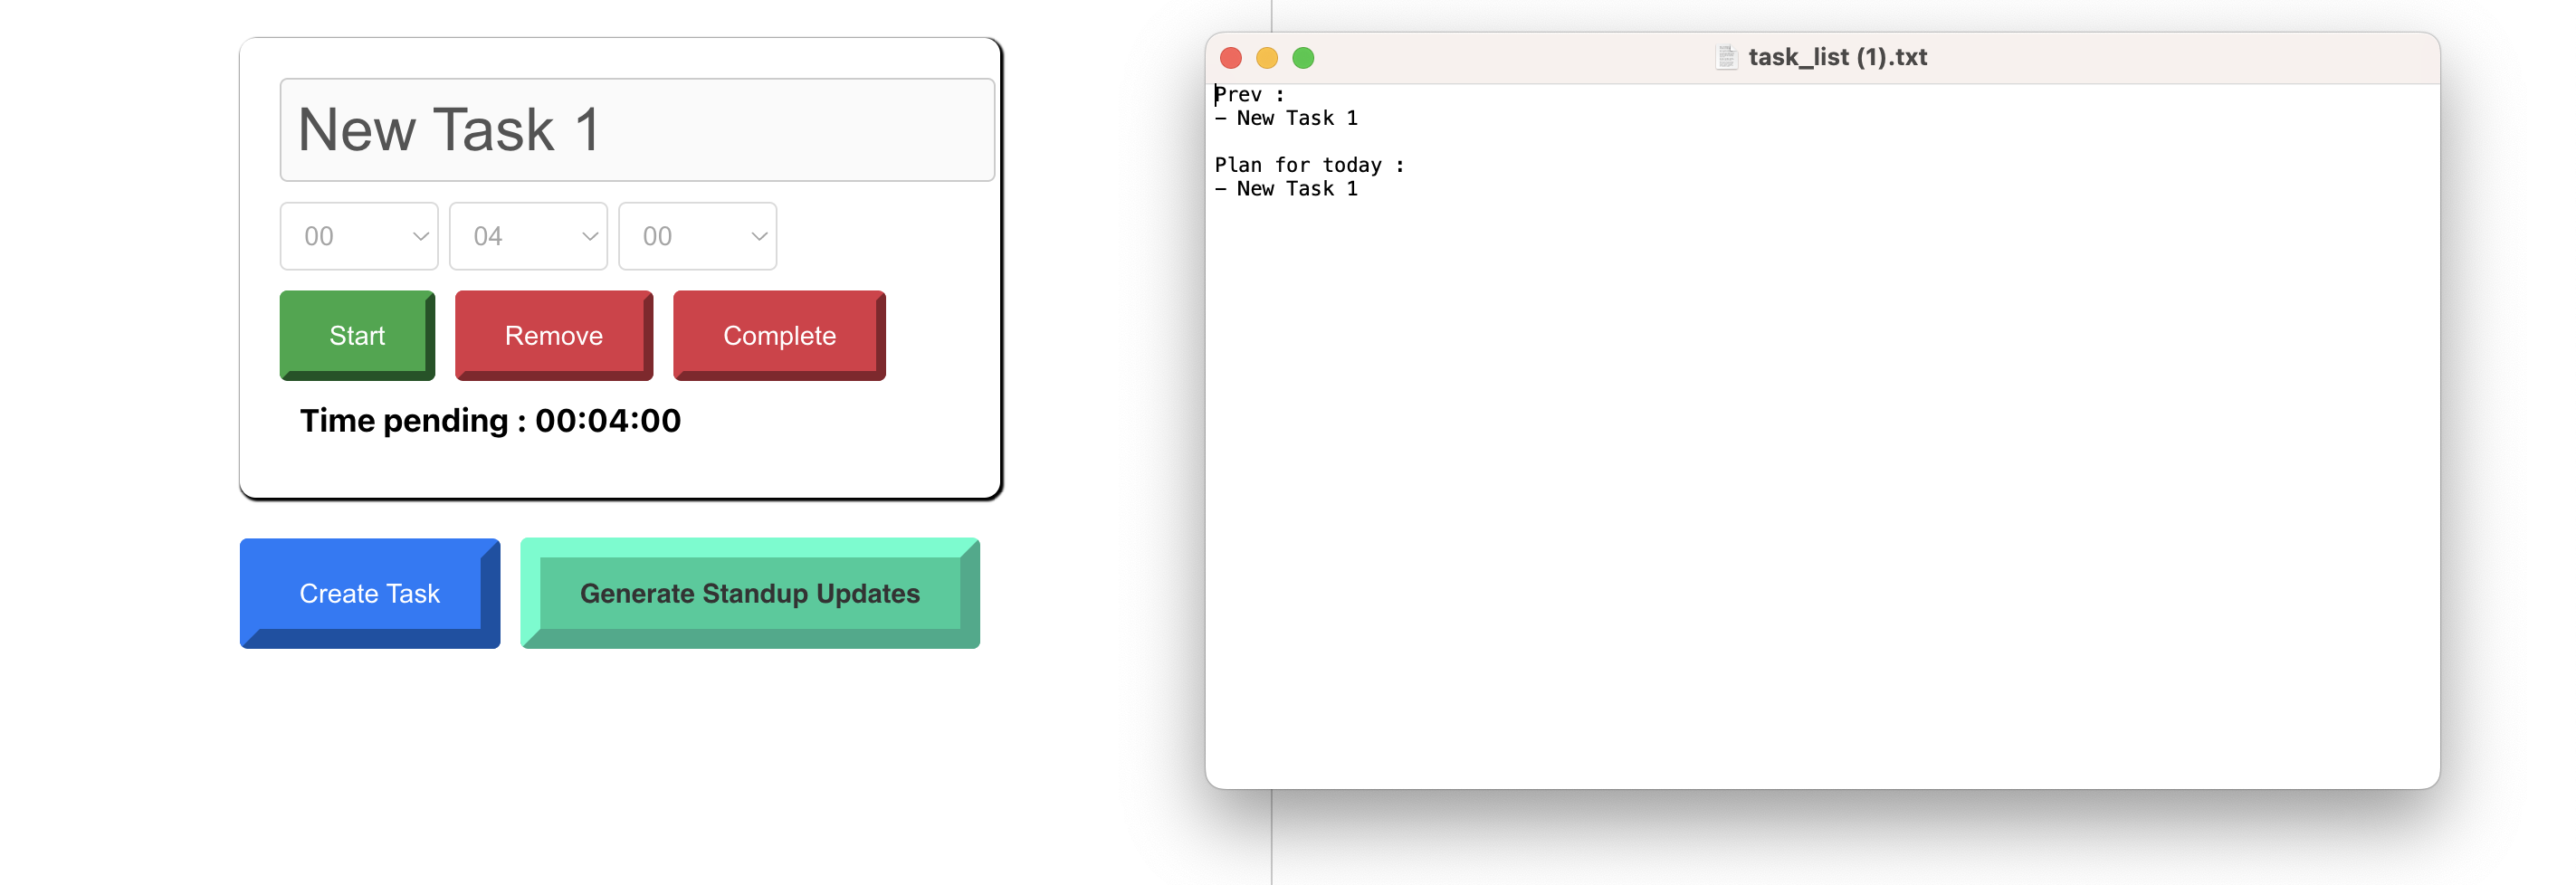 New Task 1
00 04 00
Start Remove Complete
Time pending : 00:04:00
Create Task Generate Standup Updates
task_list (1).txt
Prev :
- New Task 1
Plan for today :
- New Task 1